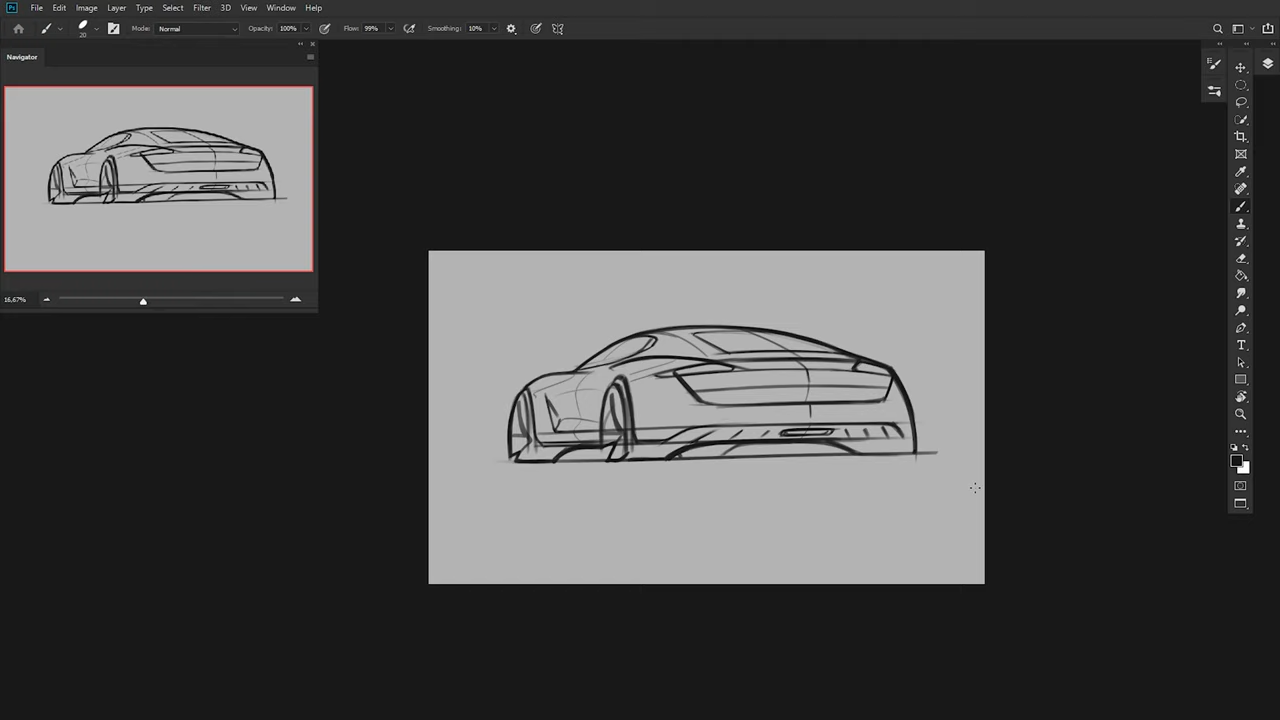 Ps File Edit Image Layer Type Select Filter 3D View Window Help
20 Mode: Normal Opacity: 100% Flow: 99% Smoothing: 10%
Navigator
16,67%